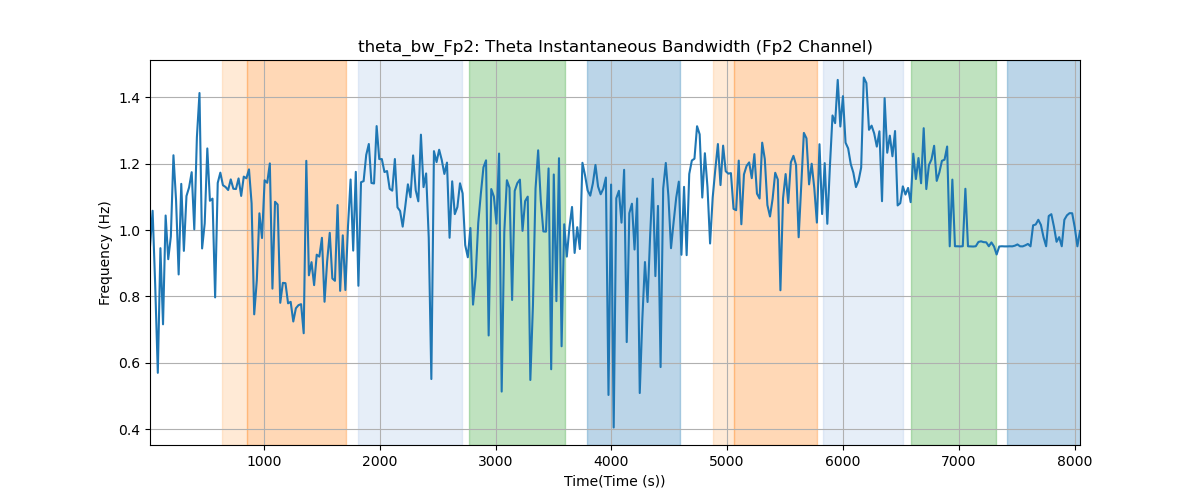 theta_bw_Fp2: Theta Instantaneous Bandwidth (Fp2 Channel)
Frequency (Hz)
1.4
1.2
1.0
0.8
0.6
0.4
1000 2000 3000 4000 5000 6000 7000 8000
Time(Time (s))